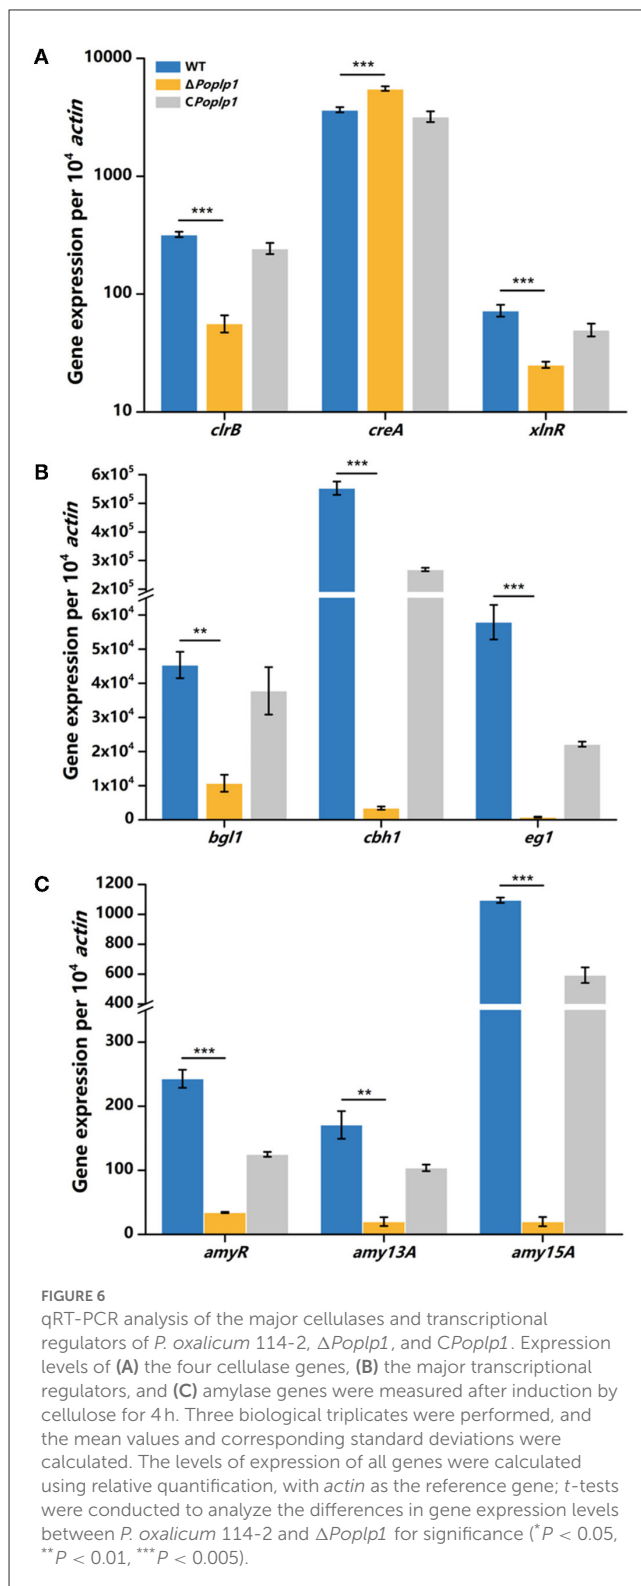 A
10000
1000
100
10
Gene expression per 10⁴ actin
WT
ΔPoplp1
CPoplp1
***
***
***
clrB creA xlnR
B
6x10⁵
5x10⁵
4x10⁵
3x10⁵
2x10⁵
6x10⁴
5x10⁴
4x10⁴
3x10⁴
2x10⁴
1x10⁴
0
Gene expression per 10⁴ actin
**
***
***
bgl1 cbh1 eg1
C
1200
1000
800
600
400
300
200
100
0
Gene expression per 10⁴ actin
***
**
***
amyR amy13A amy15A
FIGURE 6
qRT-PCR analysis of the major cellulases and transcriptional
regulators of P. oxalicum 114-2, ΔPoplp1, and CPoplp1. Expression
levels of (A) the four cellulase genes, (B) the major transcriptional
regulators, and (C) amylase genes were measured after induction by
cellulose for 4 h. Three biological triplicates were performed, and
the mean values and corresponding standard deviations were
calculated. The levels of expression of all genes were calculated
using relative quantification, with actin as the reference gene; t-tests
were conducted to analyze the differences in gene expression levels
between P. oxalicum 114-2 and ΔPoplp1 for significance (*P < 0.05,
**P < 0.01, ***P < 0.005).